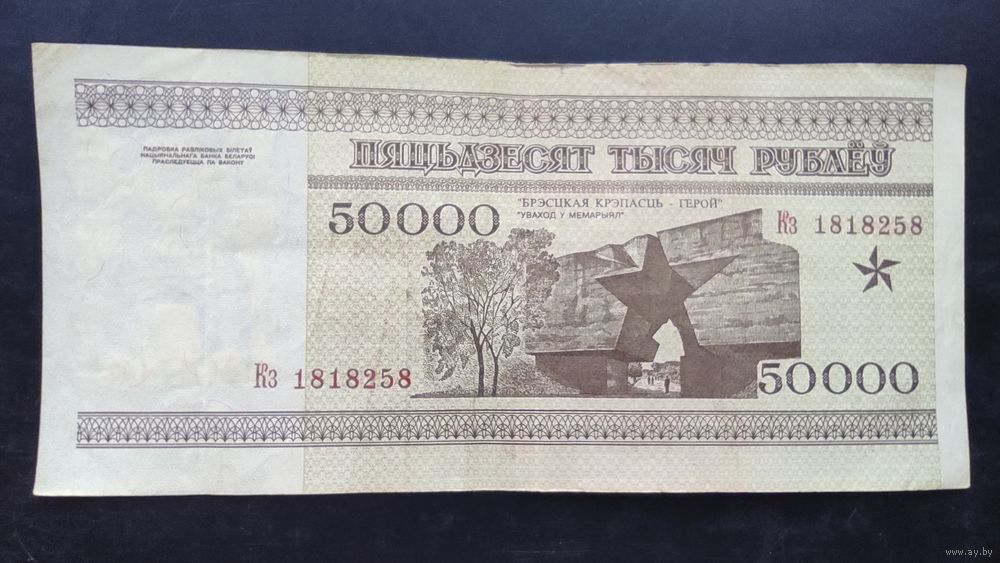 ПАДРОБКА РАЗЛІКОВЫХ БІЛЕТАЎ
НАЦЫЯНАЛЬНАГА БАНКА БЕЛАРУСІ
ПРАСЛЕДУЕЦЦА ПА ЗАКОНУ
ПЯЦЬДЗЕСЯТ ТЫСЯЧ РУБЛЁЎ
50000
"БРЭСЦКАЯ КРЭПАСЦЬ - ГЕРОЙ"
"УВАХОД У МЕМАРЫЯЛ"
Кз 1818258
Кз 1818258
50000
www.ay.by